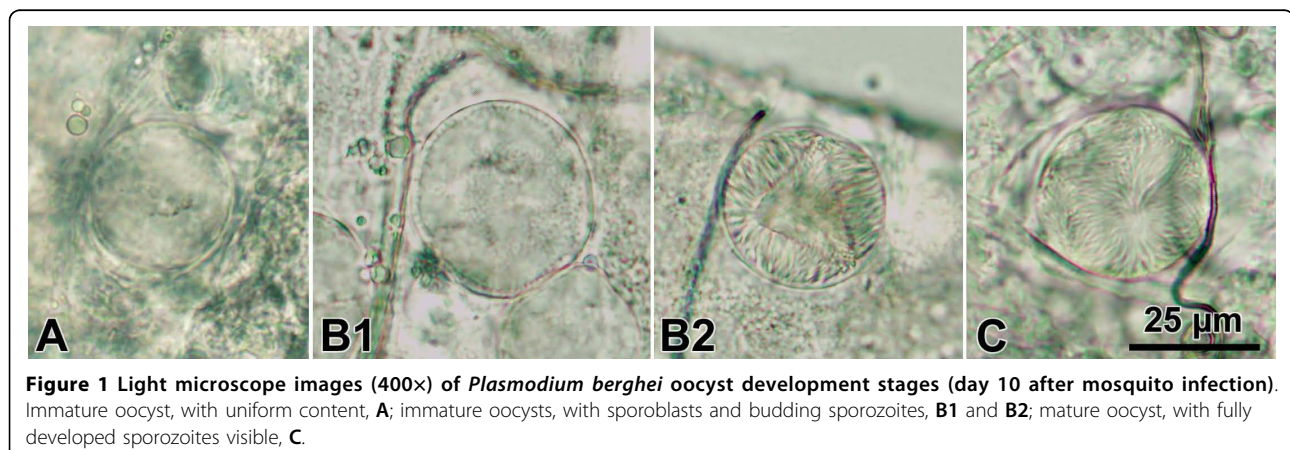 A
B1
B2
C
25 µm
Figure 1 Light microscope images (400×) of Plasmodium berghei oocyst development stages (day 10 after mosquito infection).
Immature oocyst, with uniform content, A; immature oocysts, with sporoblasts and budding sporozoites, B1 and B2; mature oocyst, with fully
developed sporozoites visible, C.